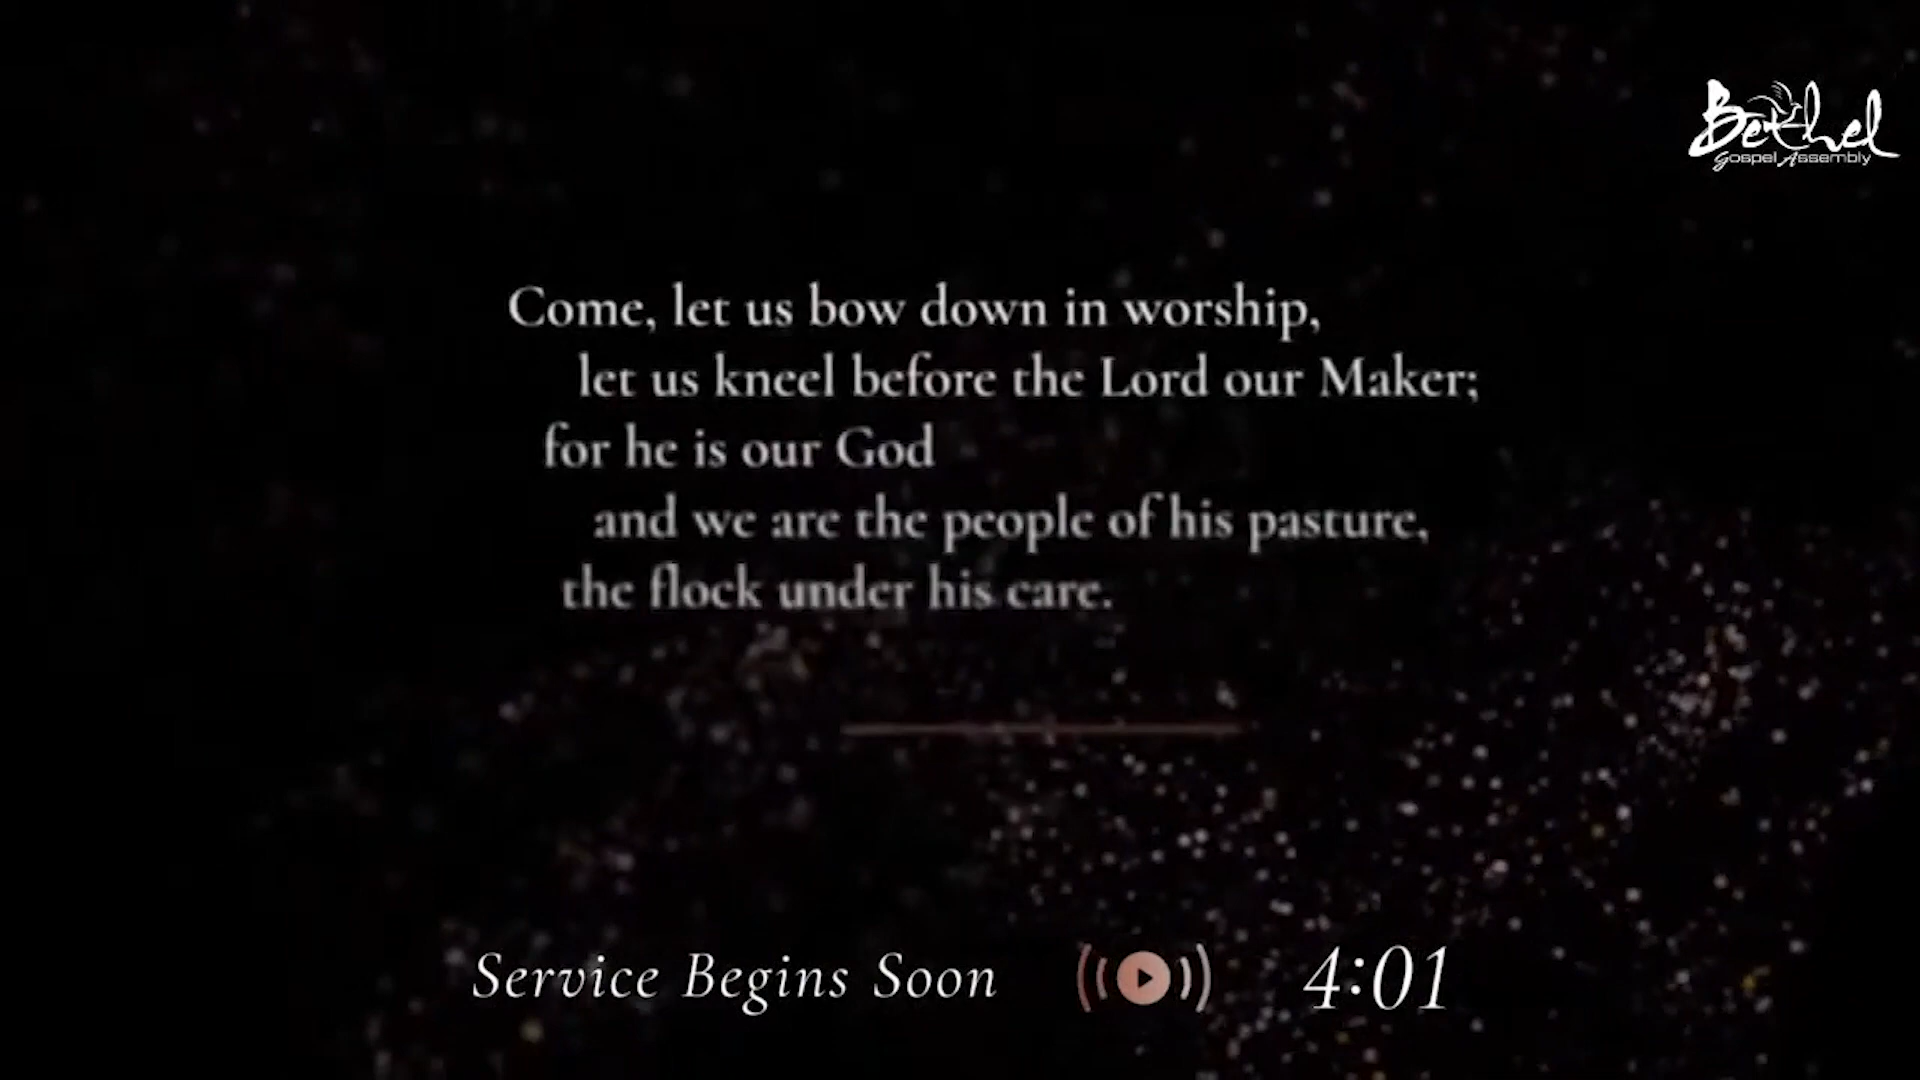 Bethel
Gospel Assembly
Come, let us bow down in worship,
let us kneel before the Lord our Maker;
for he is our God
and we are the people of his pasture,
the flock under his care.
Service Begins Soon
4:01